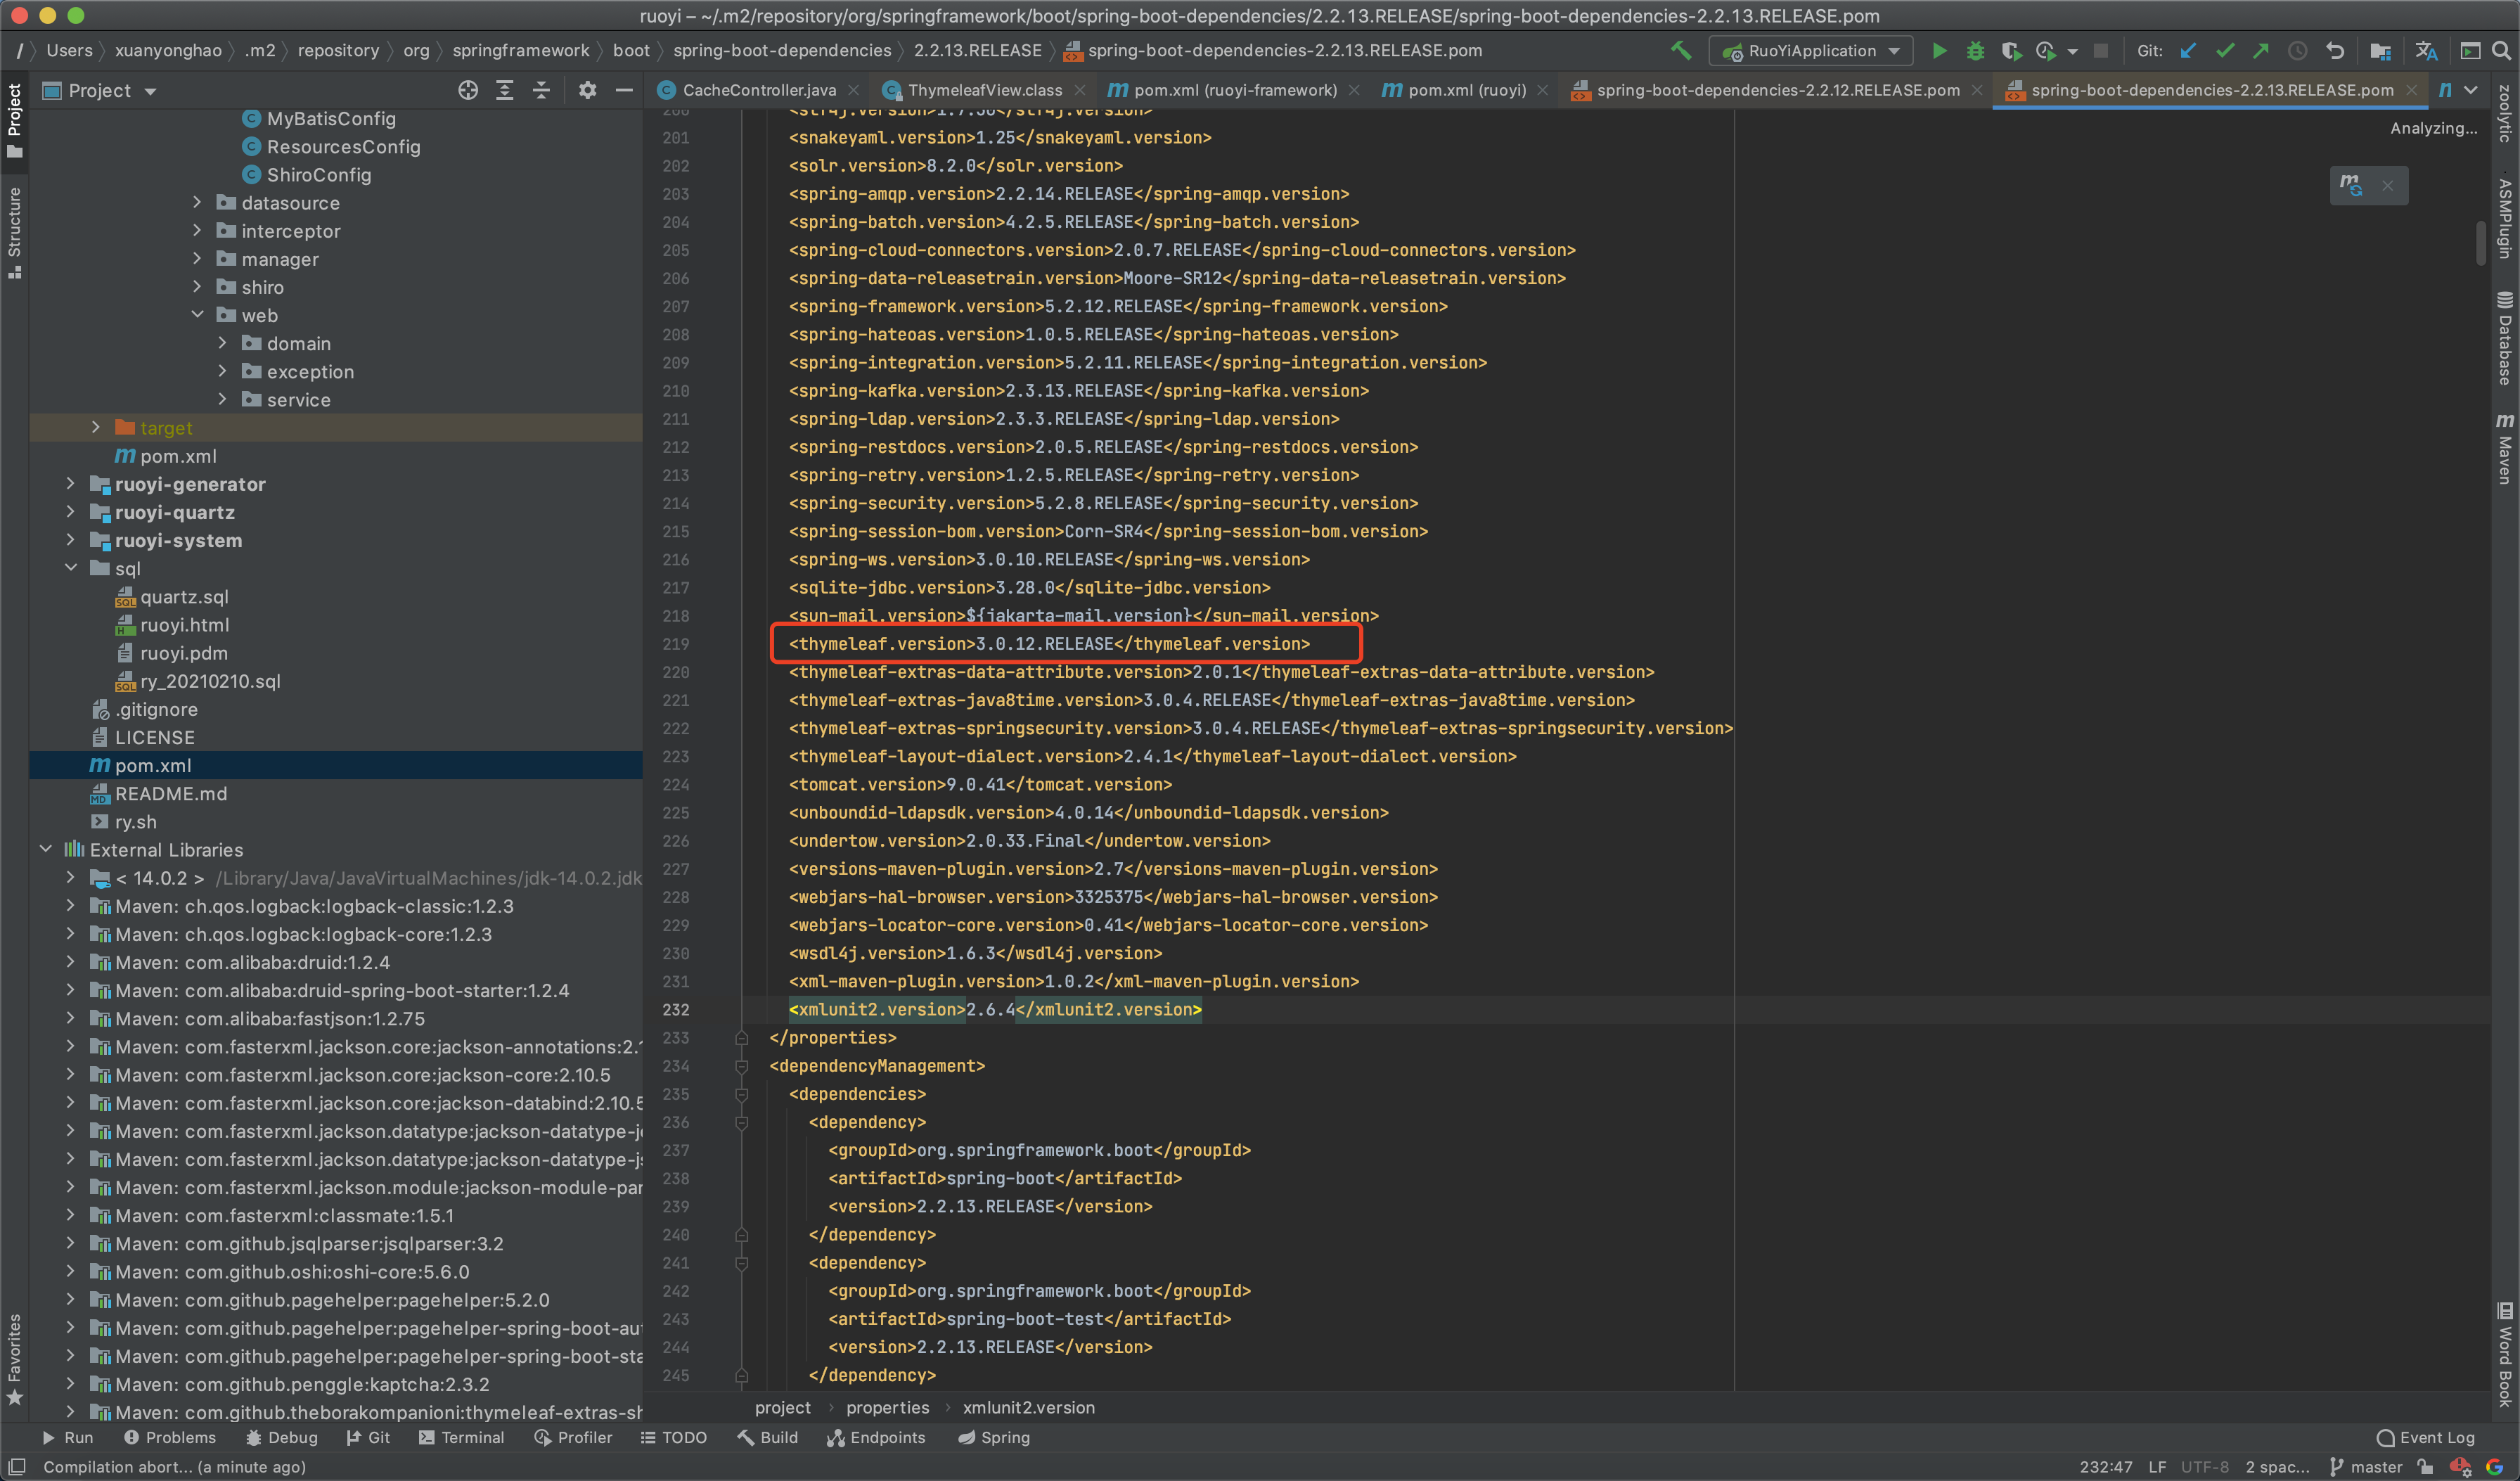 ruoyi – ~/.m2/repository/org/springframework/boot/spring-boot-dependencies/2.2.13.RELEASE/spring-boot-dependencies-2.2.13.RELEASE.pom
/ Users xuanyonghao .m2 repository org springframework boot spring-boot-dependencies 2.2.13.RELEASE spring-boot-dependencies-2.2.13.RELEASE.pom RuoYiApplication Git:
Project
CacheController.java ThymeleafView.class pom.xml (ruoyi-framework) pom.xml (ruoyi) spring-boot-dependencies-2.2.12.RELEASE.pom spring-boot-dependencies-2.2.13.RELEASE.pom
Analyzing...
Project
Structure
Favorites
MyBatisConfig
ResourcesConfig
ShiroConfig
datasource
interceptor
manager
shiro
web
domain
exception
service
target
pom.xml
ruoyi-generator
ruoyi-quartz
ruoyi-system
sql
quartz.sql
ruoyi.html
ruoyi.pdm
ry_20210210.sql
.gitignore
LICENSE
pom.xml
README.md
ry.sh
External Libraries
< 14.0.2 > /Library/Java/JavaVirtualMachines/jdk-14.0.2.jdk
Maven: ch.qos.logback:logback-classic:1.2.3
Maven: ch.qos.logback:logback-core:1.2.3
Maven: com.alibaba:druid:1.2.4
Maven: com.alibaba:druid-spring-boot-starter:1.2.4
Maven: com.alibaba:fastjson:1.2.75
Maven: com.fasterxml.jackson.core:jackson-annotations:2.1
Maven: com.fasterxml.jackson.core:jackson-core:2.10.5
Maven: com.fasterxml.jackson.core:jackson-databind:2.10.5
Maven: com.fasterxml.jackson.datatype:jackson-datatype-j
Maven: com.fasterxml.jackson.datatype:jackson-datatype-js
Maven: com.fasterxml.jackson.module:jackson-module-par
Maven: com.fasterxml:classmate:1.5.1
Maven: com.github.jsqlparser:jsqlparser:3.2
Maven: com.github.oshi:oshi-core:5.6.0
Maven: com.github.pagehelper:pagehelper:5.2.0
Maven: com.github.pagehelper:pagehelper-spring-boot-au
Maven: com.github.pagehelper:pagehelper-spring-boot-sta
Maven: com.github.penggle:kaptcha:2.3.2
Maven: com.github.theborakompanioni:thymeleaf-extras-sh
200 <slf4j.version>1.7.30</slf4j.version>
201 <snakeyaml.version>1.25</snakeyaml.version>
202 <solr.version>8.2.0</solr.version>
203 <spring-amqp.version>2.2.14.RELEASE</spring-amqp.version>
204 <spring-batch.version>4.2.5.RELEASE</spring-batch.version>
205 <spring-cloud-connectors.version>2.0.7.RELEASE</spring-cloud-connectors.version>
206 <spring-data-releasetrain.version>Moore-SR12</spring-data-releasetrain.version>
207 <spring-framework.version>5.2.12.RELEASE</spring-framework.version>
208 <spring-hateoas.version>1.0.5.RELEASE</spring-hateoas.version>
209 <spring-integration.version>5.2.11.RELEASE</spring-integration.version>
210 <spring-kafka.version>2.3.13.RELEASE</spring-kafka.version>
211 <spring-ldap.version>2.3.3.RELEASE</spring-ldap.version>
212 <spring-restdocs.version>2.0.5.RELEASE</spring-restdocs.version>
213 <spring-retry.version>1.2.5.RELEASE</spring-retry.version>
214 <spring-security.version>5.2.8.RELEASE</spring-security.version>
215 <spring-session-bom.version>Corn-SR4</spring-session-bom.version>
216 <spring-ws.version>3.0.10.RELEASE</spring-ws.version>
217 <sqlite-jdbc.version>3.28.0</sqlite-jdbc.version>
218 <sun-mail.version>${jakarta-mail.version}</sun-mail.version>
219 <thymeleaf.version>3.0.12.RELEASE</thymeleaf.version>
220 <thymeleaf-extras-data-attribute.version>2.0.1</thymeleaf-extras-data-attribute.version>
221 <thymeleaf-extras-java8time.version>3.0.4.RELEASE</thymeleaf-extras-java8time.version>
222 <thymeleaf-extras-springsecurity.version>3.0.4.RELEASE</thymeleaf-extras-springsecurity.version>
223 <thymeleaf-layout-dialect.version>2.4.1</thymeleaf-layout-dialect.version>
224 <tomcat.version>9.0.41</tomcat.version>
225 <unboundid-ldapsdk.version>4.0.14</unboundid-ldapsdk.version>
226 <undertow.version>2.0.33.Final</undertow.version>
227 <versions-maven-plugin.version>2.7</versions-maven-plugin.version>
228 <webjars-hal-browser.version>3325375</webjars-hal-browser.version>
229 <webjars-locator-core.version>0.41</webjars-locator-core.version>
230 <wsdl4j.version>1.6.3</wsdl4j.version>
231 <xml-maven-plugin.version>1.0.2</xml-maven-plugin.version>
232 <xmlunit2.version>2.6.4</xmlunit2.version>
233 </properties>
234 <dependencyManagement>
235 <dependencies>
236 <dependency>
237 <groupId>org.springframework.boot</groupId>
238 <artifactId>spring-boot</artifactId>
239 <version>2.2.13.RELEASE</version>
240 </dependency>
241 <dependency>
242 <groupId>org.springframework.boot</groupId>
243 <artifactId>spring-boot-test</artifactId>
244 <version>2.2.13.RELEASE</version>
245 </dependency>
project properties xmlunit2.version
zoolytic
ASMPlugin
Database
Maven
Word Book
Run Problems Debug Git Terminal Profiler TODO Build Endpoints Spring Event Log
Compilation abort... (a minute ago) 232:47 LF UTF-8 2 spac... master